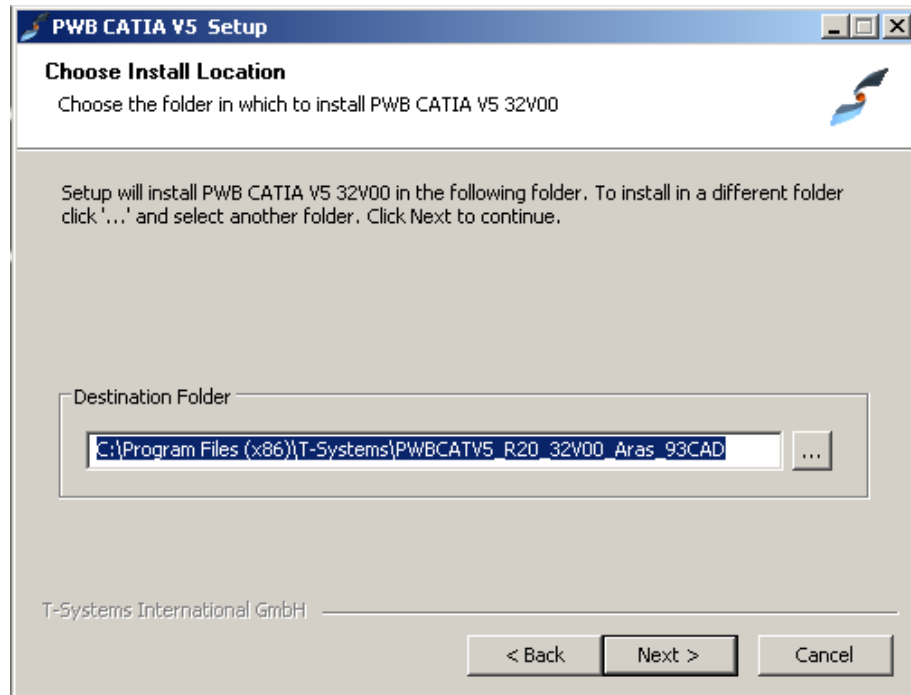 PWB CATIA V5 Setup
Choose Install Location
Choose the folder in which to install PWB CATIA V5 32V00
Setup will install PWB CATIA V5 32V00 in the following folder. To install in a different folder
click '...' and select another folder. Click Next to continue.
Destination Folder
C:\Program Files (x86)\T-Systems\PWBCATV5_R20_32V00_Aras_93CAD
...
T-Systems International GmbH
< Back
Next >
Cancel